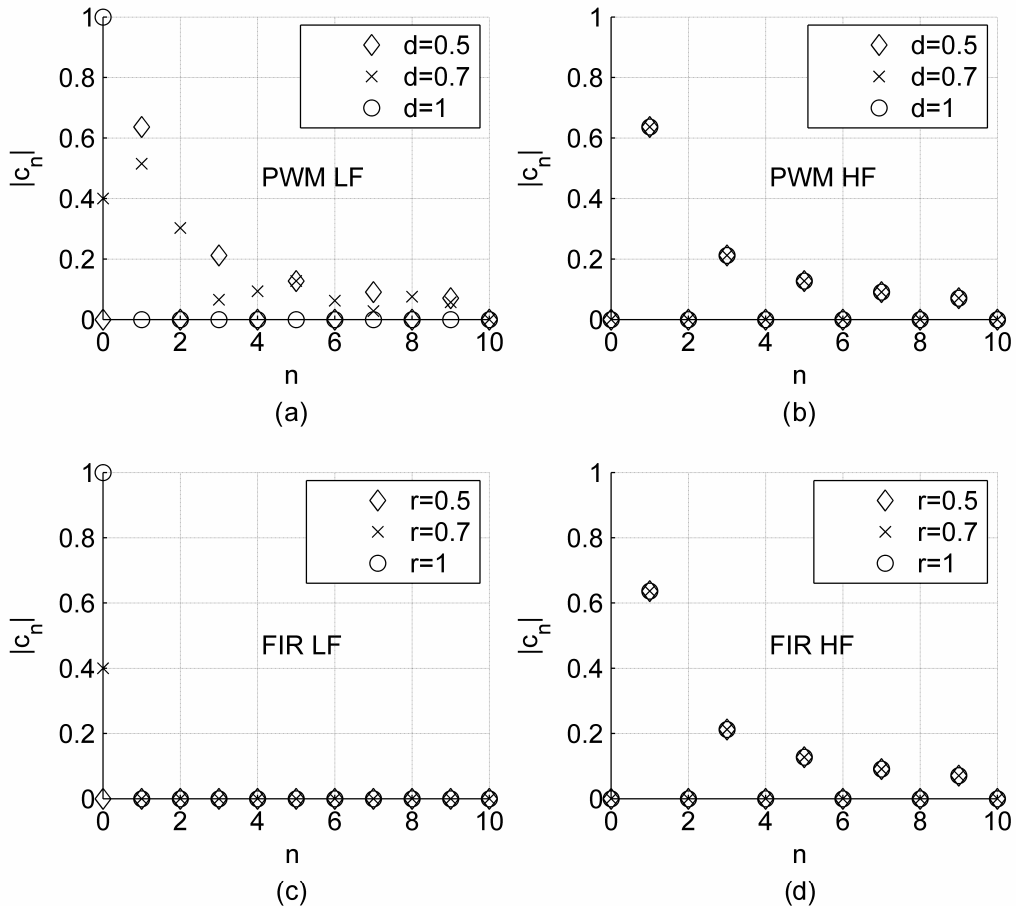 1
0.8
0.6
0.4
0.2
0
|cn|
d=0.5
d=0.7
d=1
PWM LF
0 2 4 6 8 10
n
(a)
1
0.8
0.6
0.4
0.2
0
|cn|
d=0.5
d=0.7
d=1
PWM HF
0 2 4 6 8 10
n
(b)
1
0.8
0.6
0.4
0.2
0
|cn|
r=0.5
r=0.7
r=1
FIR LF
0 2 4 6 8 10
n
(c)
1
0.8
0.6
0.4
0.2
0
|cn|
r=0.5
r=0.7
r=1
FIR HF
0 2 4 6 8 10
n
(d)